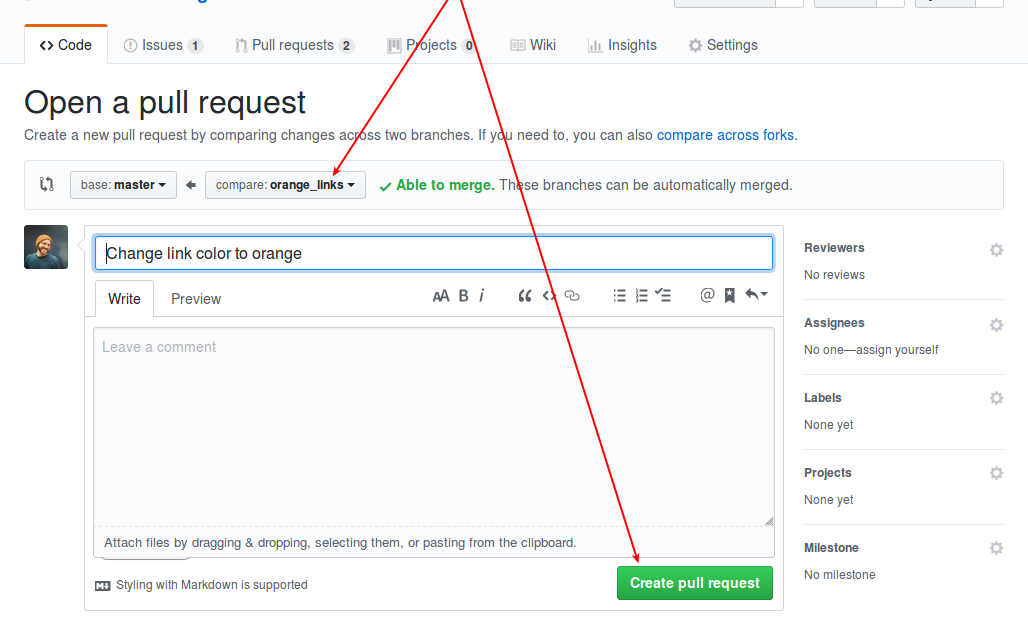 Code Issues 1 Pull requests 2 Projects 0 Wiki Insights Settings
Open a pull request
Create a new pull request by comparing changes across two branches. If you need to, you can also compare across forks.
base: master compare: orange_links Able to merge. These branches can be automatically merged.
Change link color to orange
Write Preview AA B i
Leave a comment
Attach files by dragging & dropping, selecting them, or pasting from the clipboard.
Styling with Markdown is supported
Create pull request
Reviewers
No reviews
Assignees
No one—assign yourself
Labels
None yet
Projects
None yet
Milestone
No milestone